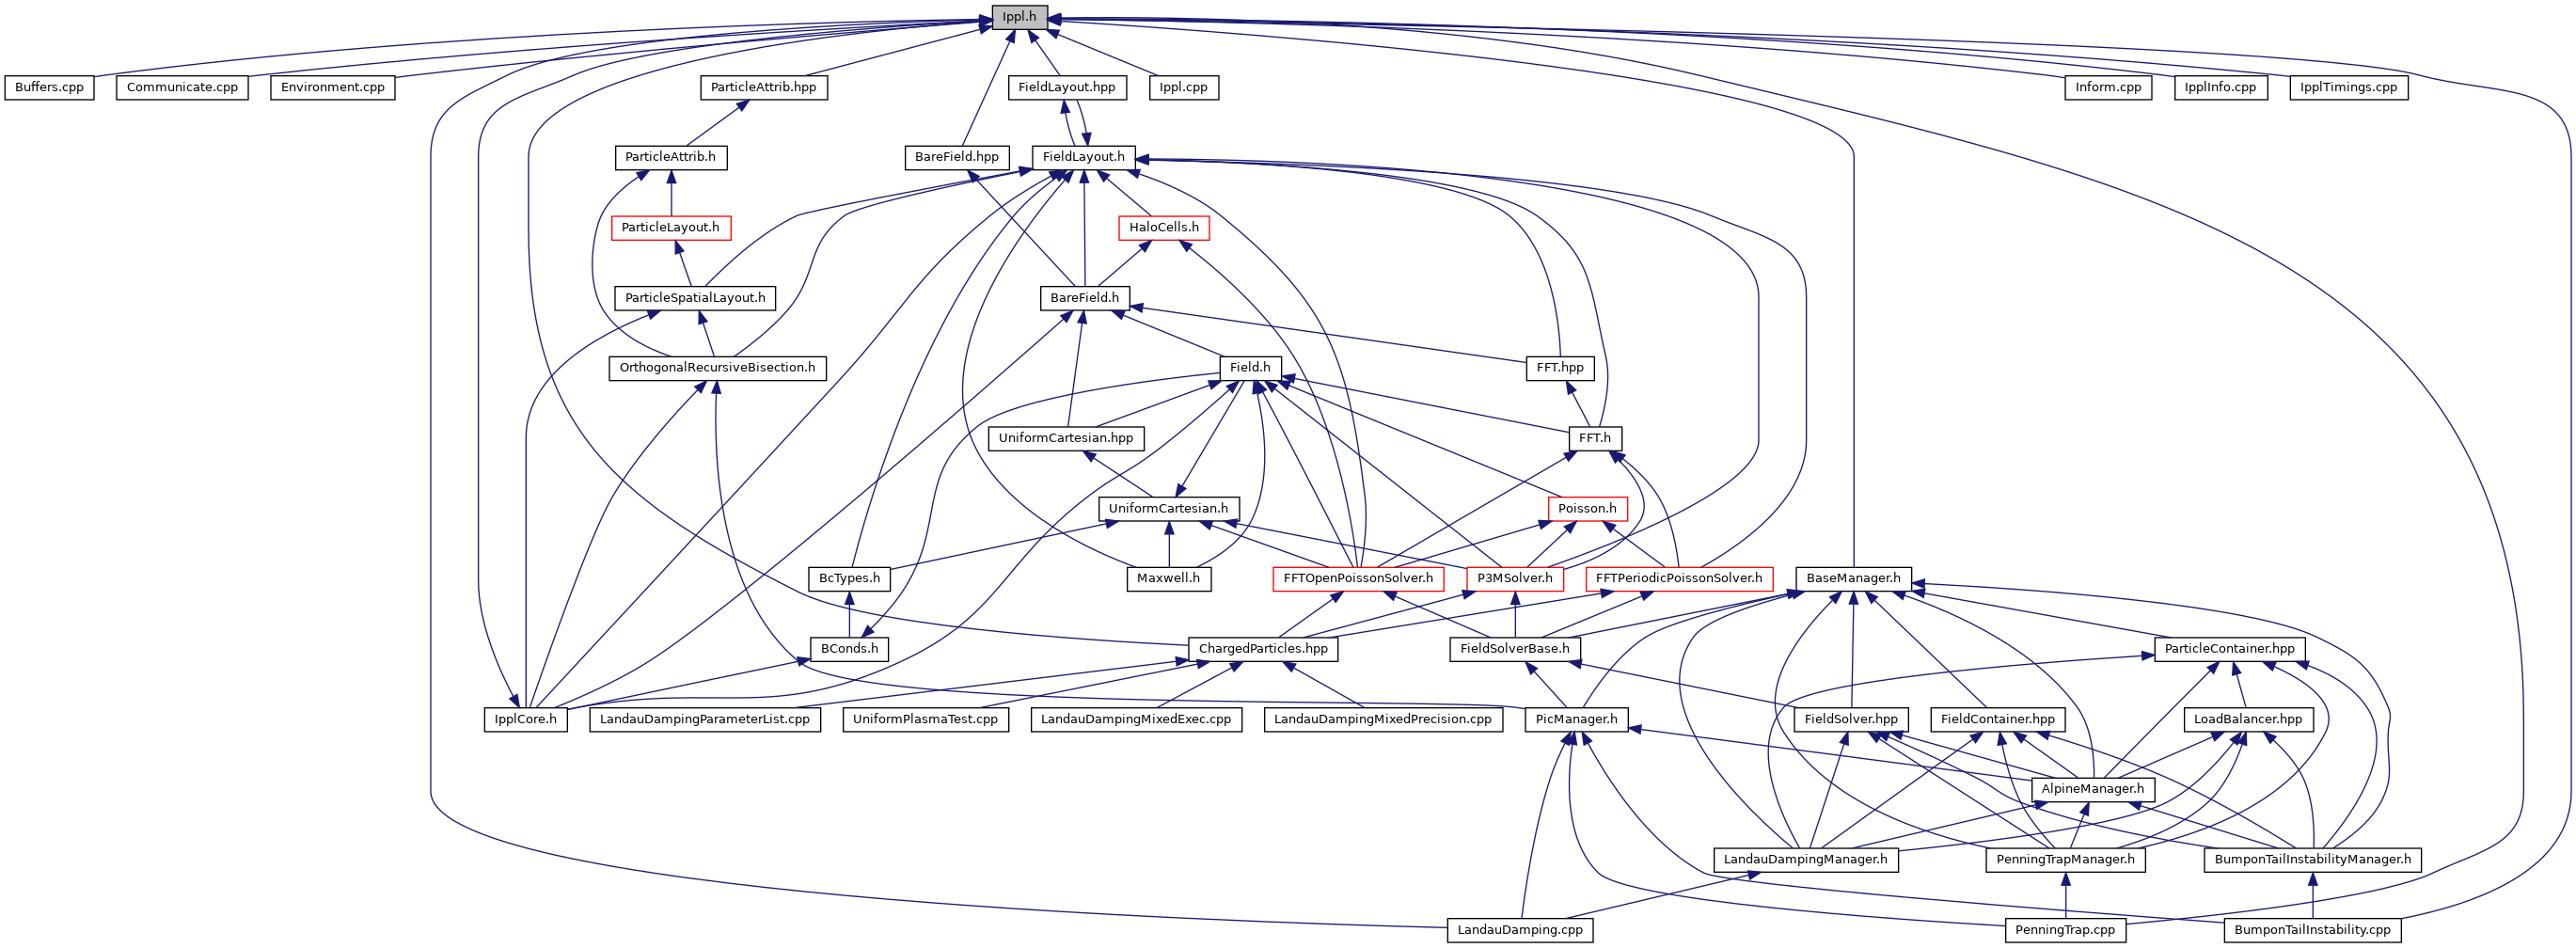 Ippl.h
Buffers.cpp
Communicate.cpp
Environment.cpp
ParticleAttrib.hpp
FieldLayout.hpp
Ippl.cpp
Inform.cpp
IpplInfo.cpp
IpplTimings.cpp
ParticleAttrib.h
BareField.hpp
FieldLayout.h
ParticleLayout.h
HaloCells.h
ParticleSpatialLayout.h
BareField.h
OrthogonalRecursiveBisection.h
Field.h
FFT.hpp
UniformCartesian.hpp
FFT.h
UniformCartesian.h
Poisson.h
BcTypes.h
Maxwell.h
FFTOpenPoissonSolver.h
P3MSolver.h
FFTPeriodicPoissonSolver.h
BaseManager.h
BConds.h
ChargedParticles.hpp
FieldSolverBase.h
ParticleContainer.hpp
IpplCore.h
LandauDampingParameterList.cpp
UniformPlasmaTest.cpp
LandauDampingMixedExec.cpp
LandauDampingMixedPrecision.cpp
PicManager.h
FieldSolver.hpp
FieldContainer.hpp
LoadBalancer.hpp
AlpineManager.h
LandauDampingManager.h
PenningTrapManager.h
BumponTailInstabilityManager.h
LandauDamping.cpp
PenningTrap.cpp
BumponTailInstability.cpp